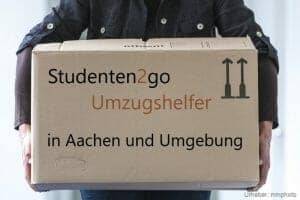 Studenten2go
Umzugshelfer
in Aachen und Umgebung
Urheber: mmphoto